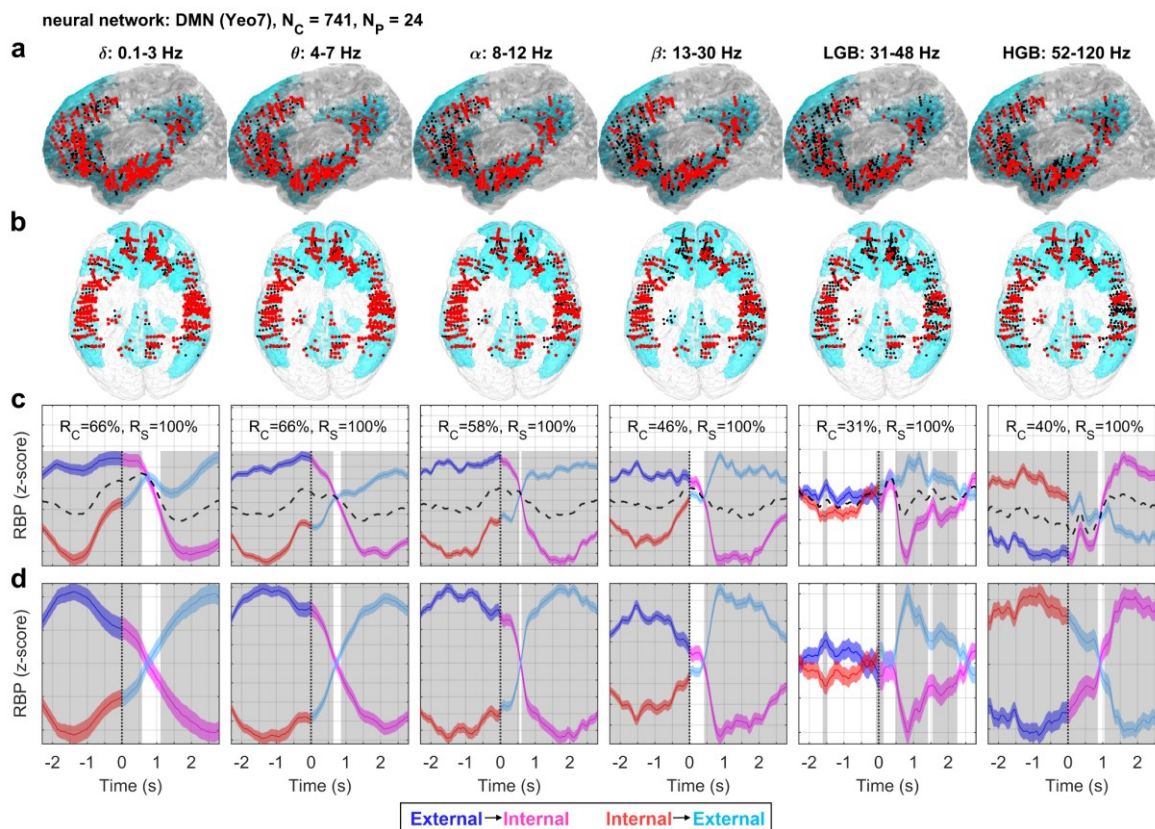 neural network: DMN (Yeo7), N_C = 741, N_P = 24
a
δ: 0.1-3 Hz θ: 4-7 Hz α: 8-12 Hz β: 13-30 Hz LGB: 31-48 Hz HGB: 52-120 Hz
b
c
R_C=66%, R_S=100% R_C=66%, R_S=100% R_C=58%, R_S=100% R_C=46%, R_S=100% R_C=31%, R_S=100% R_C=40%, R_S=100%
RBP (z-score)
d
RBP (z-score)
-2 -1 0 1 2 -2 -1 0 1 2 -2 -1 0 1 2 -2 -1 0 1 2 -2 -1 0 1 2 -2 -1 0 1 2
Time (s) Time (s) Time (s) Time (s) Time (s) Time (s)
External→Internal Internal→External